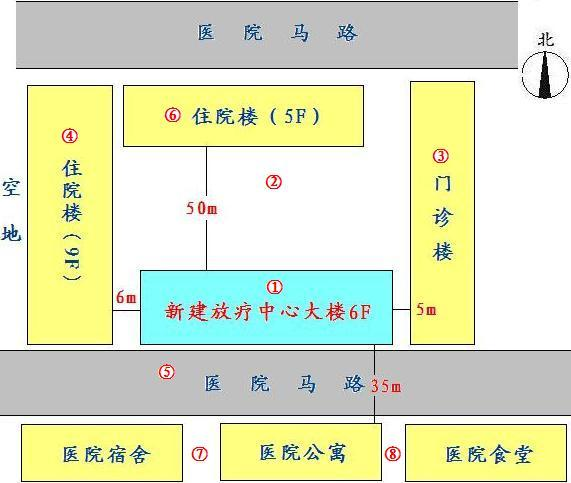 医院马路
北
⑥ 住院楼（5F）
④
住院楼（9F）
③
门诊楼
空地
②
50m
①
新建放疗中心大楼6F
6m
5m
⑤
医院马路
35m
医院宿舍
⑦
医院公寓
⑧
医院食堂